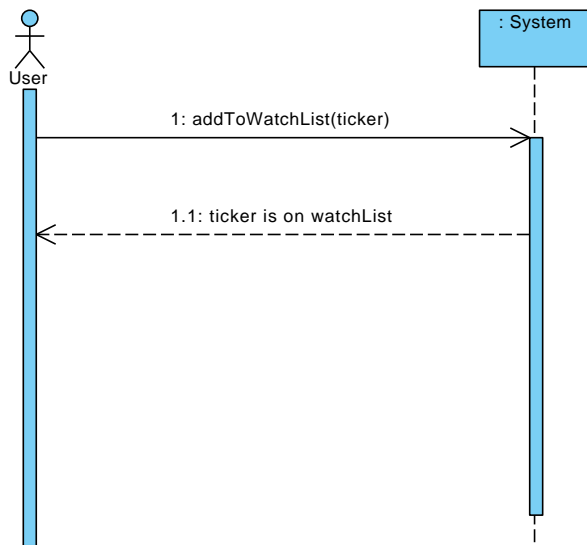 : System
User
1: addToWatchList(ticker)
1.1: ticker is on watchList